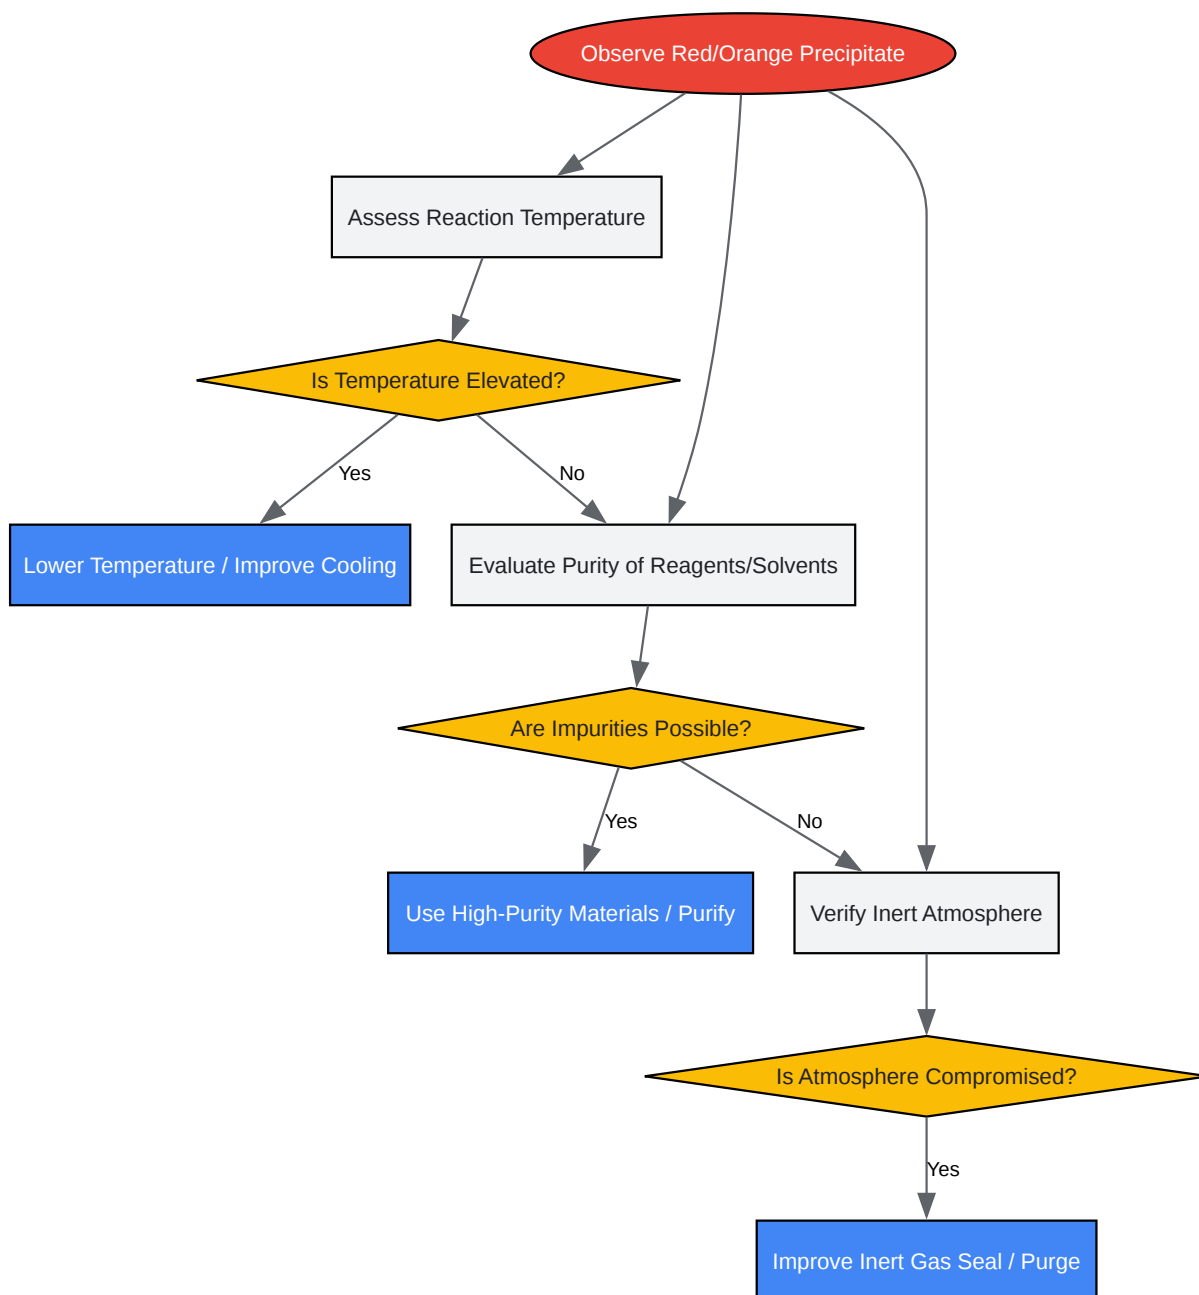 Observe Red/Orange Precipitate
Assess Reaction Temperature
Is Temperature Elevated?
Yes
No
Lower Temperature / Improve Cooling
Evaluate Purity of Reagents/Solvents
Are Impurities Possible?
Yes
No
Use High-Purity Materials / Purify
Verify Inert Atmosphere
Is Atmosphere Compromised?
Yes
Improve Inert Gas Seal / Purge